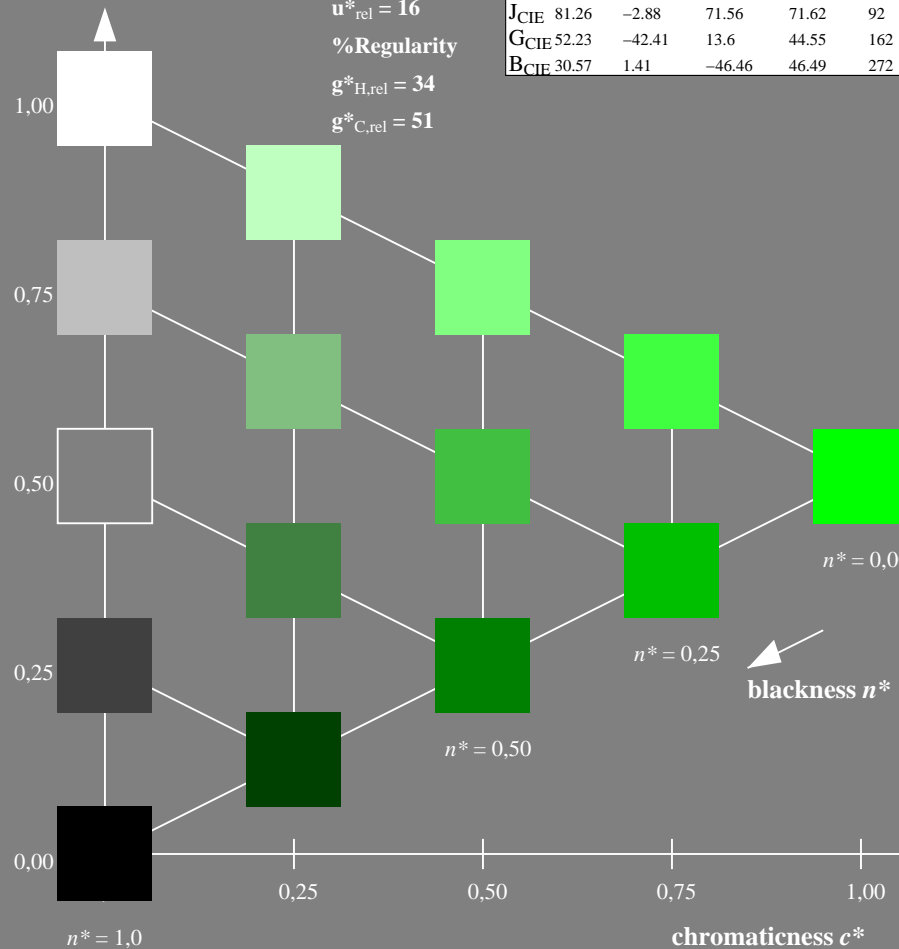 u*rel = 16
%Regularity
g*H,rel = 34
g*C,rel = 51
JCIE 81.26 −2.88 71.56 71.62 92
GCIE 52.23 −42.41 13.6 44.55 162
BCIE 30.57 1.41 −46.46 46.49 272
1,00
0,75
0,50
0,25
0,00
n* = 0,0
n* = 0,25
blackness n*
n* = 0,50
0,25 0,50 0,75 1,00
n* = 1,0
chromaticness c*